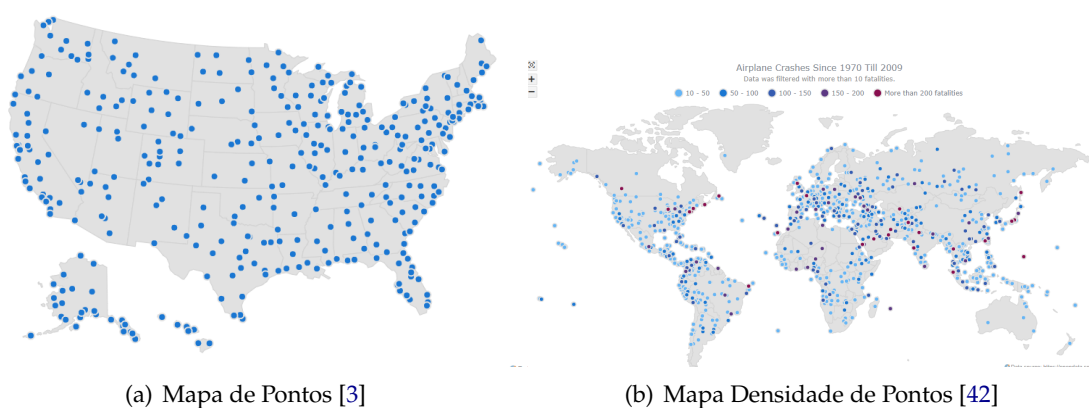 Airplane Crashes Since 1970 Till 2009
Data was filtered with more than 10 fatalities.
10 - 50 50 - 100 100 - 150 150 - 200 More than 200 fatalities
+
−
(a) Mapa de Pontos [3]
(b) Mapa Densidade de Pontos [42]